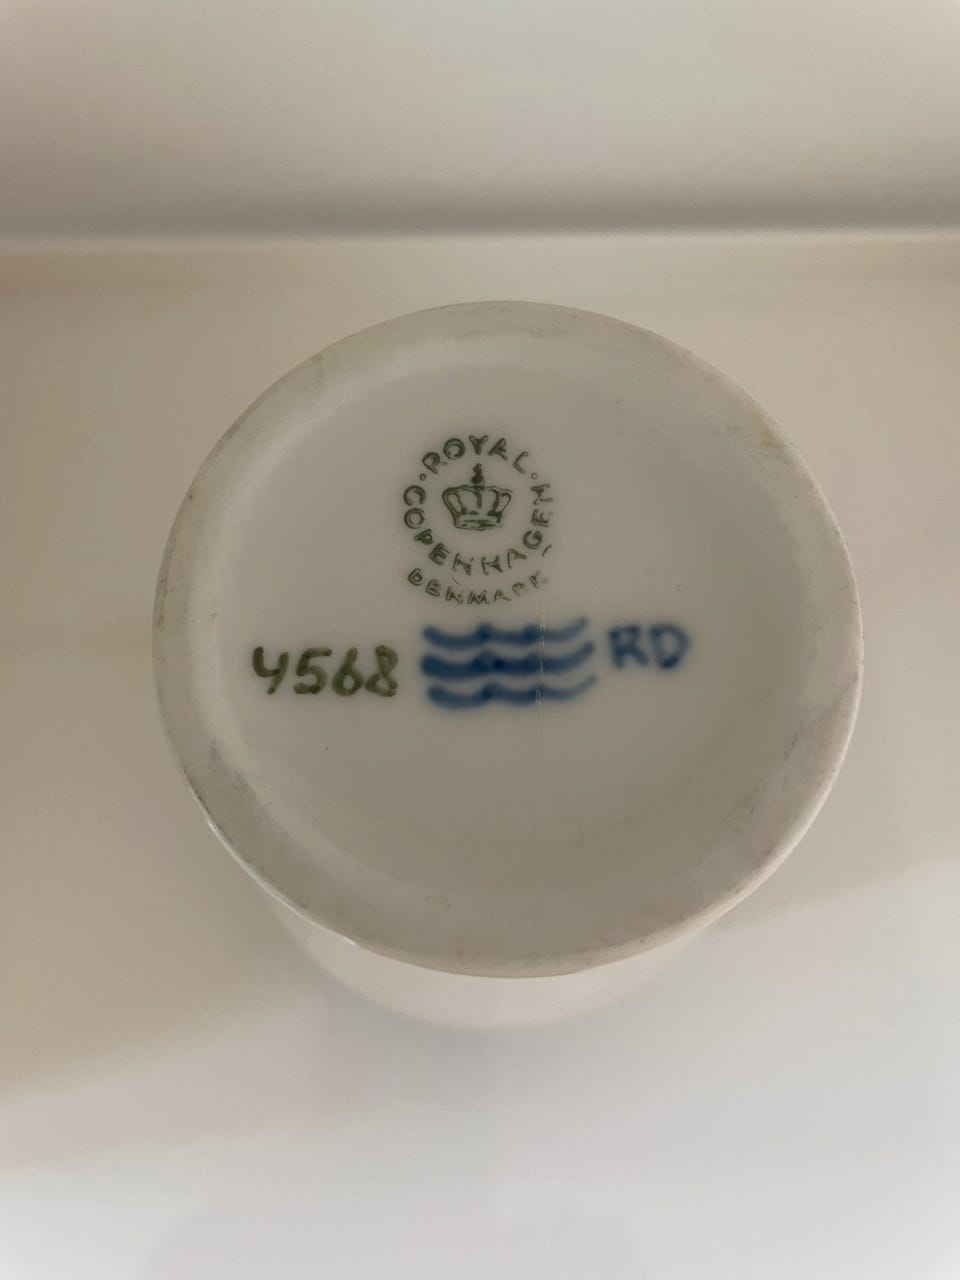 ROYAL
COPENHAGEN
DENMARK
4568 RD